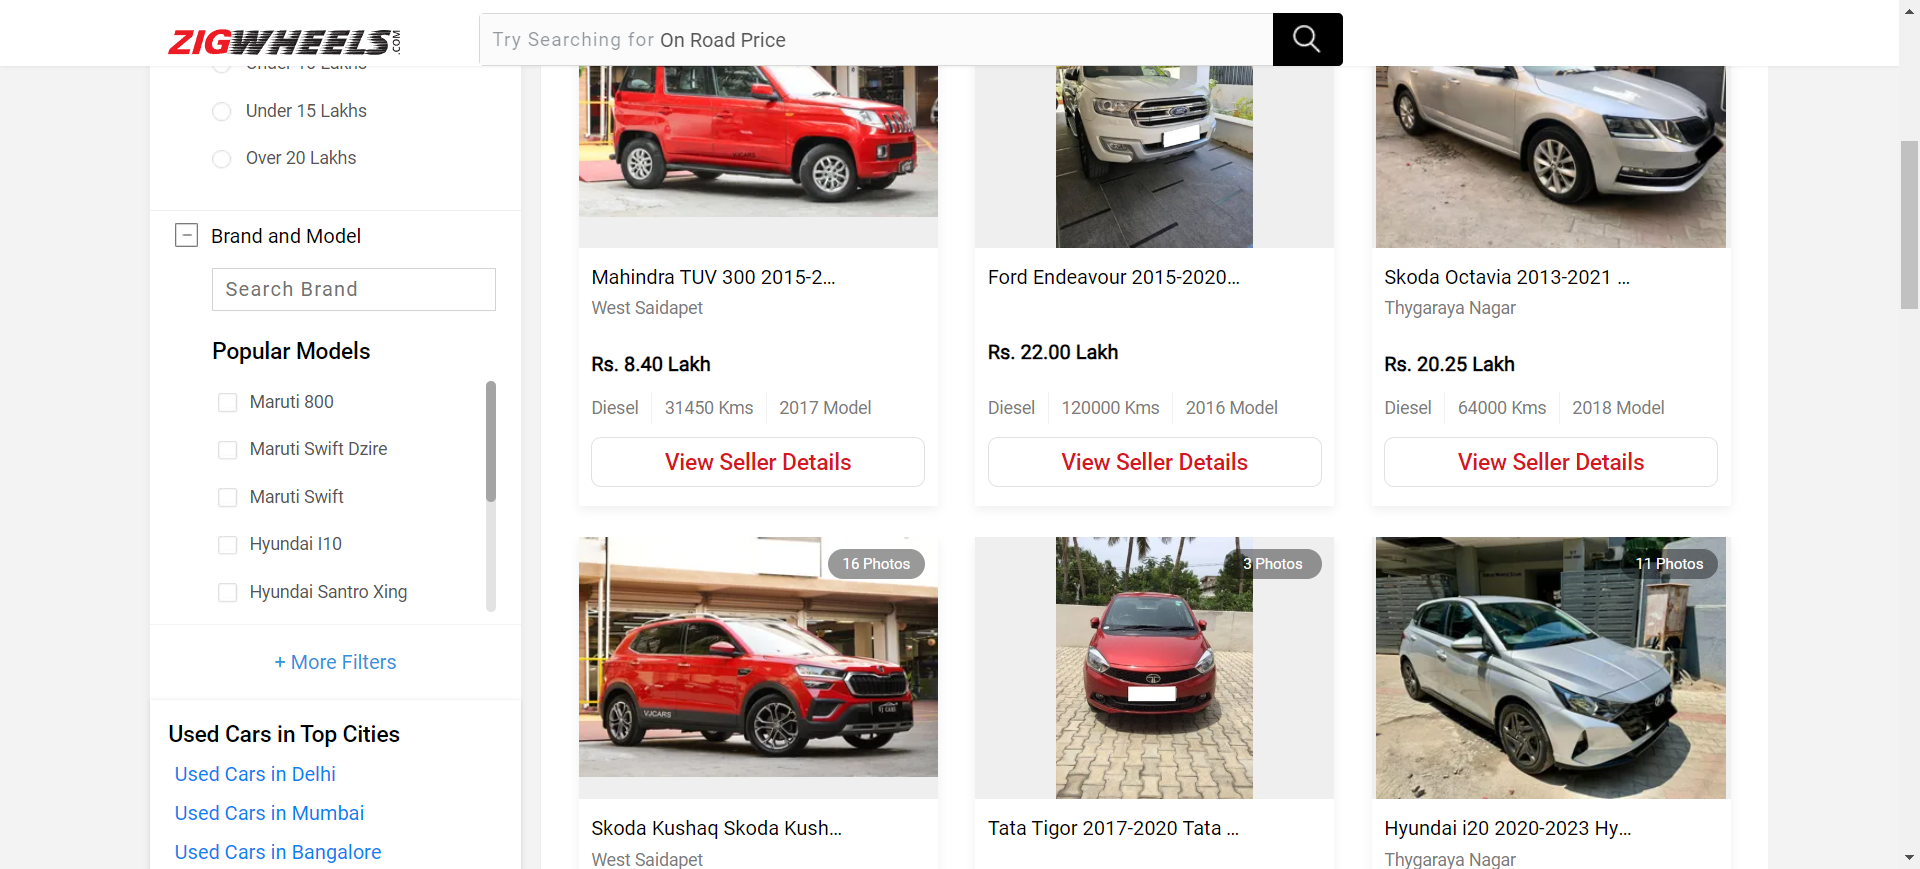 ZIGWHEELS.COM
Try Searching for On Road Price
Under 15 Lakhs
Over 20 Lakhs
Brand and Model
Search Brand
Popular Models
Maruti 800
Maruti Swift Dzire
Maruti Swift
Hyundai I10
Hyundai Santro Xing
+ More Filters
Used Cars in Top Cities
Used Cars in Delhi
Used Cars in Mumbai
Used Cars in Bangalore
VJCARS
Mahindra TUV 300 2015-2...
West Saidapet
Rs. 8.40 Lakh
Diesel 31450 Kms 2017 Model
View Seller Details
Ford Endeavour 2015-2020...
Rs. 22.00 Lakh
Diesel 120000 Kms 2016 Model
View Seller Details
Skoda Octavia 2013-2021 ...
Thygaraya Nagar
Rs. 20.25 Lakh
Diesel 64000 Kms 2018 Model
View Seller Details
16 Photos
VJCARS
VJ CARS
Skoda Kushaq Skoda Kush...
West Saidapet
3 Photos
Tata Tigor 2017-2020 Tata ...
11 Photos
Hyundai i20 2020-2023 Hy...
Thygaraya Nagar